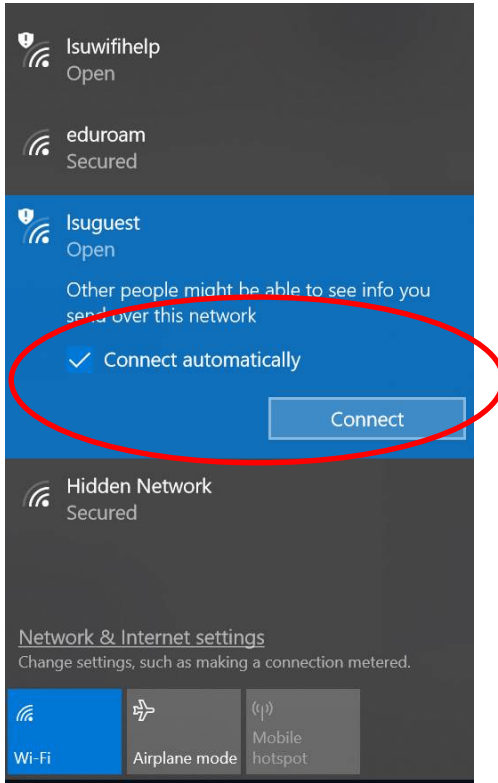 lsuwifihelp
Open
eduroam
Secured
lsuguest
Open
Other people might be able to see info you
send over this network
Connect automatically
Connect
Hidden Network
Secured
Network & Internet settings
Change settings, such as making a connection metered.
Wi-Fi
Airplane mode
Mobile
hotspot